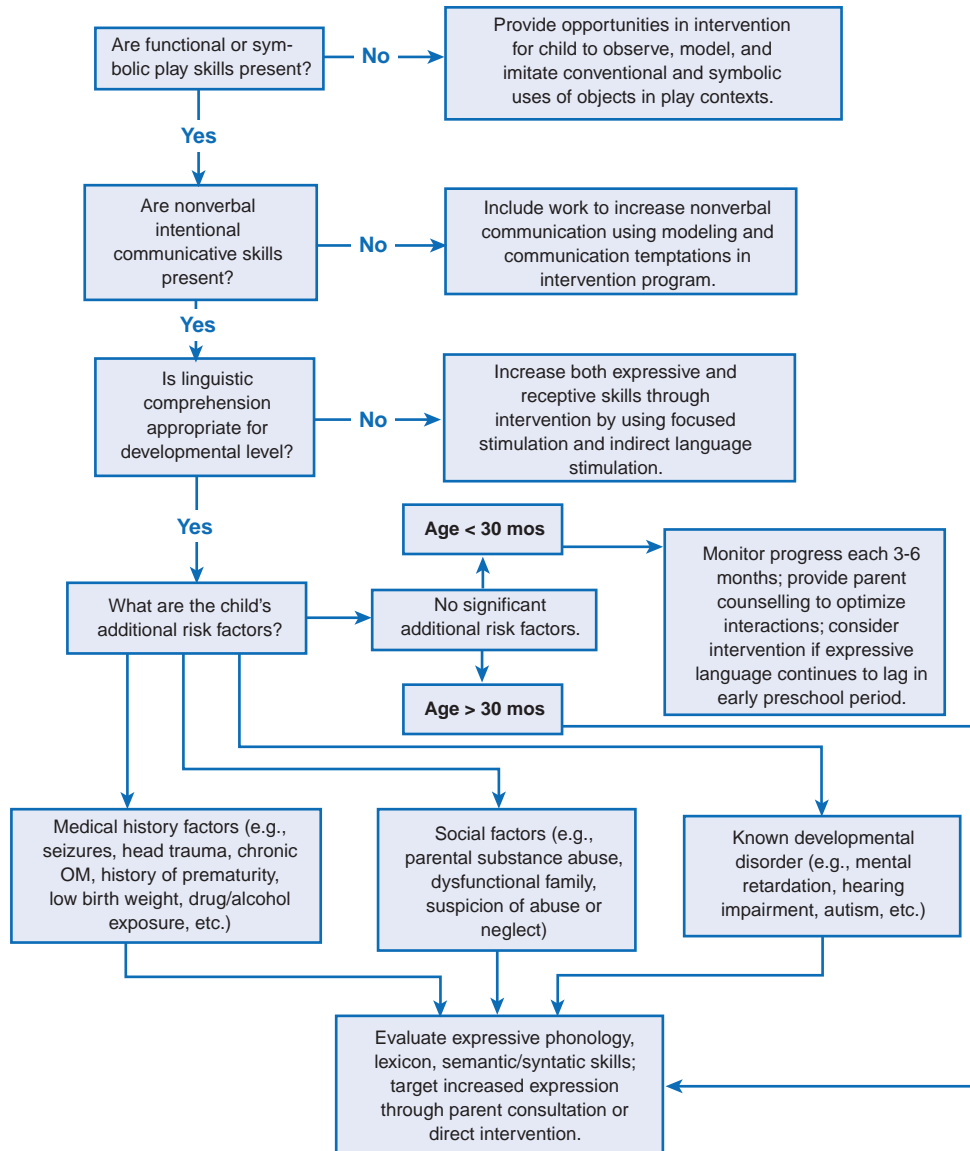 Are functional or sym-
bolic play skills present?
No
Provide opportunities in intervention
for child to observe, model, and
imitate conventional and symbolic
uses of objects in play contexts.
Yes
Are nonverbal
intentional
communicative skills
present?
No
Include work to increase nonverbal
communication using modeling and
communication temptations in
intervention program.
Yes
Is linguistic
comprehension
appropriate for
developmental level?
No
Increase both expressive and
receptive skills through
intervention by using focused
stimulation and indirect language
stimulation.
Yes
What are the child's
additional risk factors?
No significant
additional risk factors.
Age < 30 mos
Monitor progress each 3-6
months; provide parent
counselling to optimize
interactions; consider
intervention if expressive
language continues to lag in
early preschool period.
Age > 30 mos
Medical history factors (e.g.,
seizures, head trauma, chronic
OM, history of prematurity,
low birth weight, drug/alcohol
exposure, etc.)
Social factors (e.g.,
parental substance abuse,
dysfunctional family,
suspicion of abuse or
neglect)
Known developmental
disorder (e.g., mental
retardation, hearing
impairment, autism, etc.)
Evaluate expressive phonology,
lexicon, semantic/syntatic skills;
target increased expression
through parent consultation or
direct intervention.